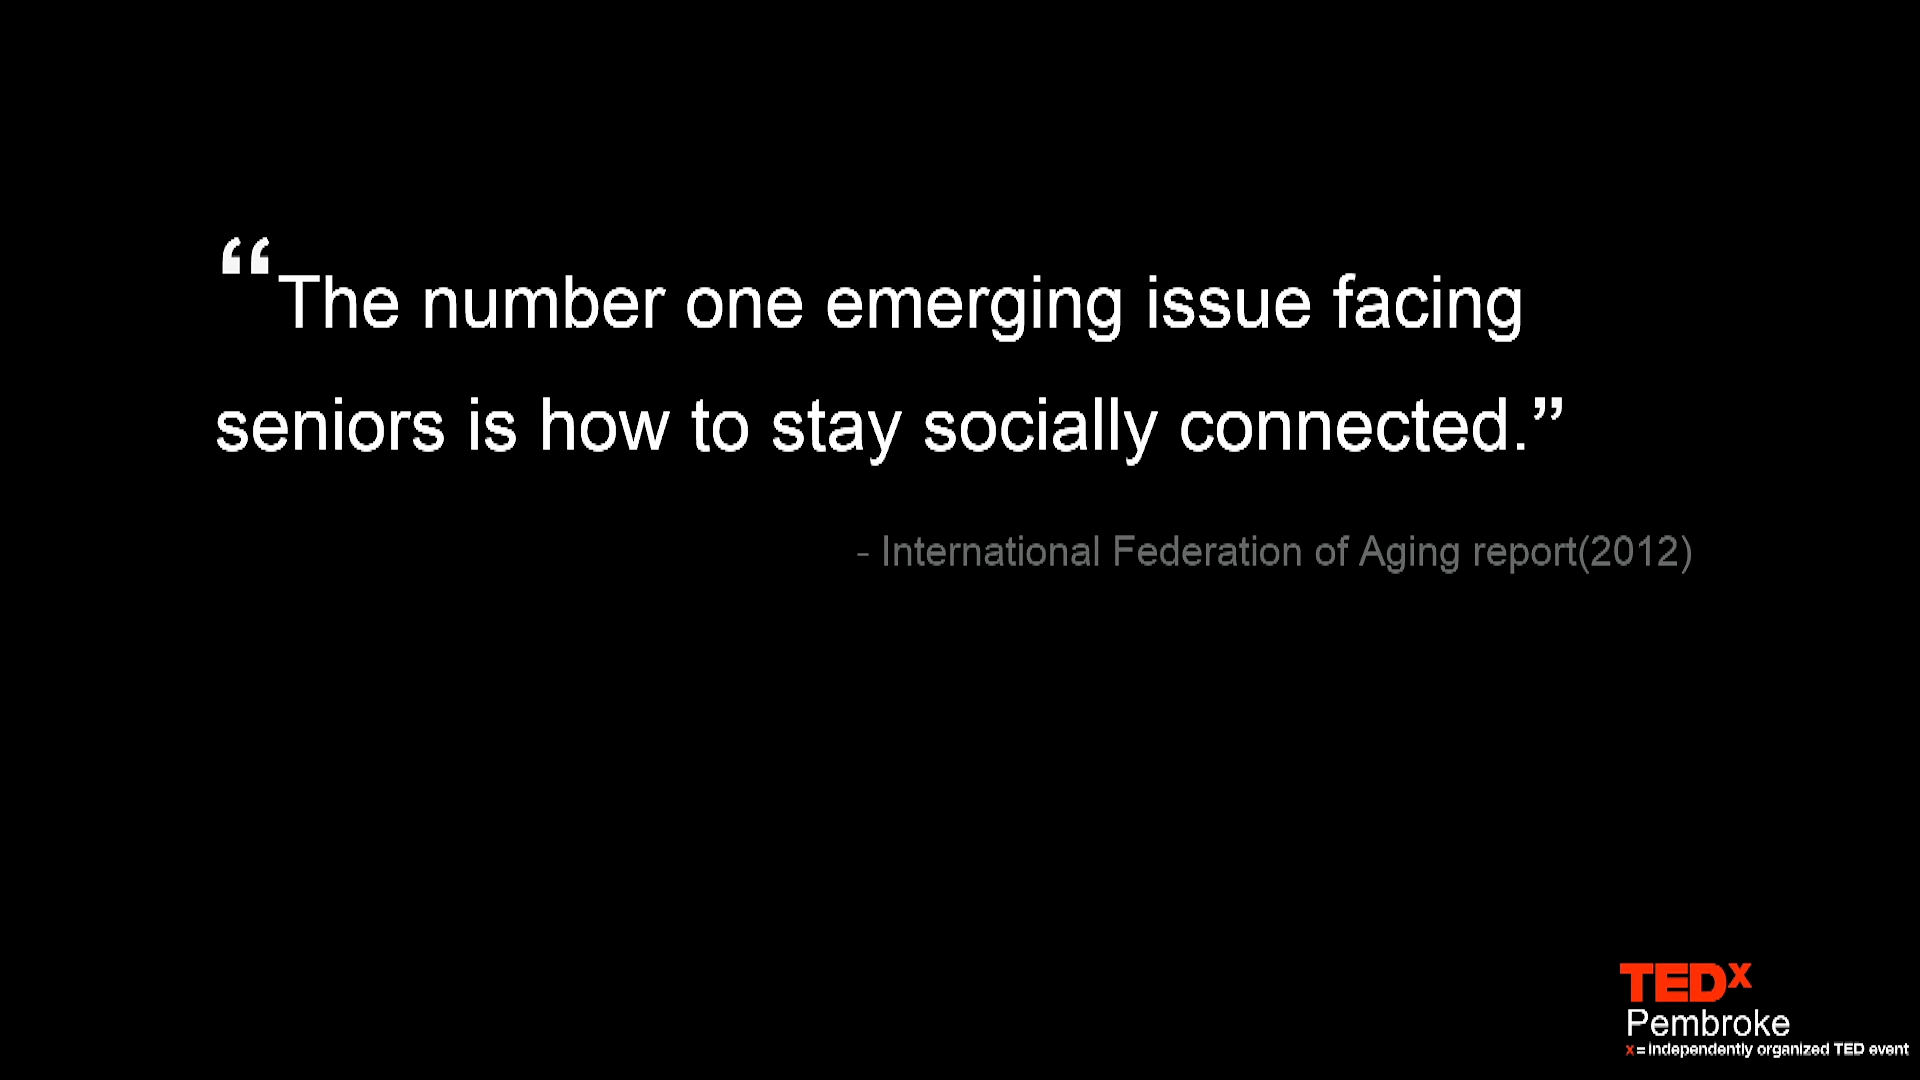 “The number one emerging issue facing
seniors is how to stay socially connected.”
- International Federation of Aging report(2012)
TEDx
Pembroke
x = independently organized TED event